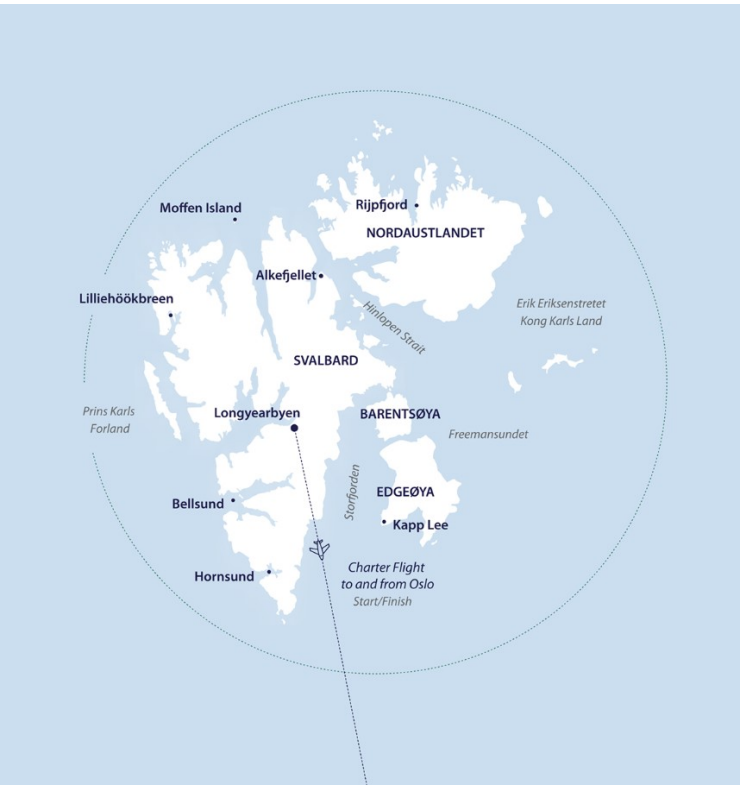 Moffen Island
Rijpfjord
NORDAUSTLANDET
Alkefjellet
Lilliehöökbreen
Hinlopen Strait
Erik Eriksenstretet
Kong Karls Land
SVALBARD
Prins Karls
Forland
Longyearbyen
BARENTSØYA
Freemansundet
Storfjorden
EDGEØYA
Bellsund
Kapp Lee
Hornsund
Charter Flight
to and from Oslo
Start/Finish